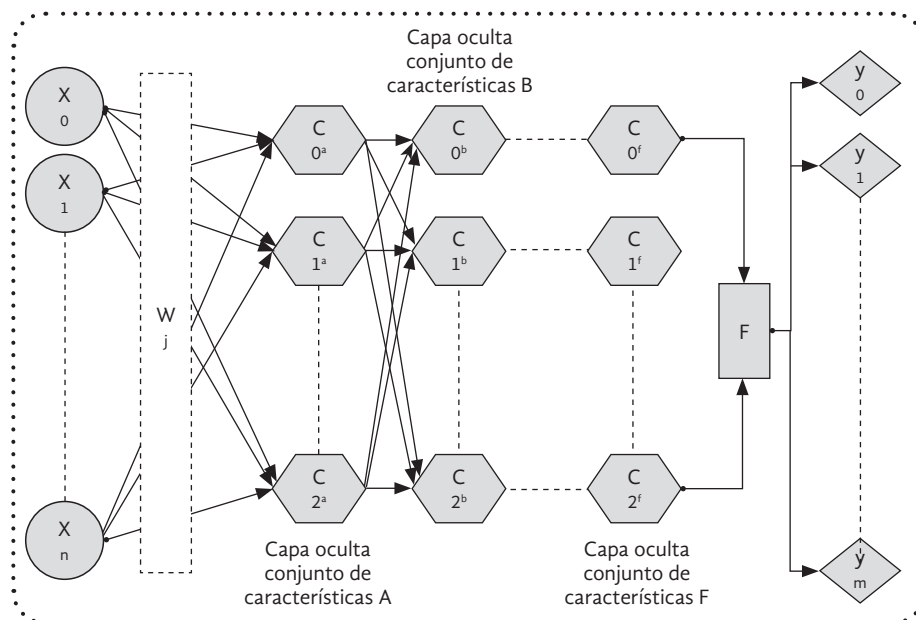 Capa oculta
conjunto de
características B
X
0
X
1
X
n
W
j
C
0ᵃ
C
1ᵃ
C
2ᵃ
C
0ᵇ
C
1ᵇ
C
2ᵇ
C
0ᶠ
C
1ᶠ
C
2ᶠ
F
y
0
y
1
y
m
Capa oculta
conjunto de
características A
Capa oculta
conjunto de
características F